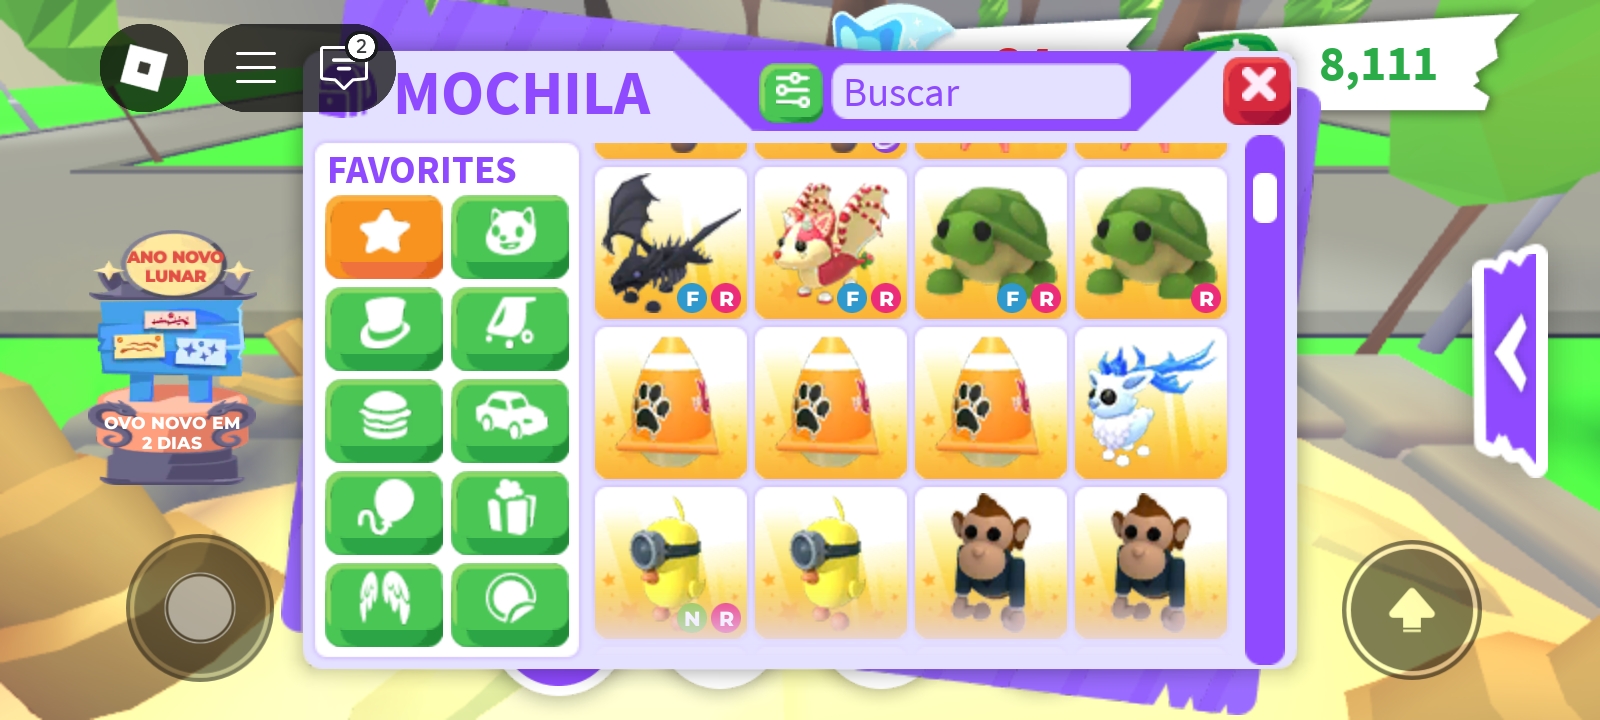 2
MOCHILA
Buscar
8,111
FAVORITES
F R
F R
F R
R
ANO NOVO
LUNAR
OVO NOVO EM
2 DIAS
N R